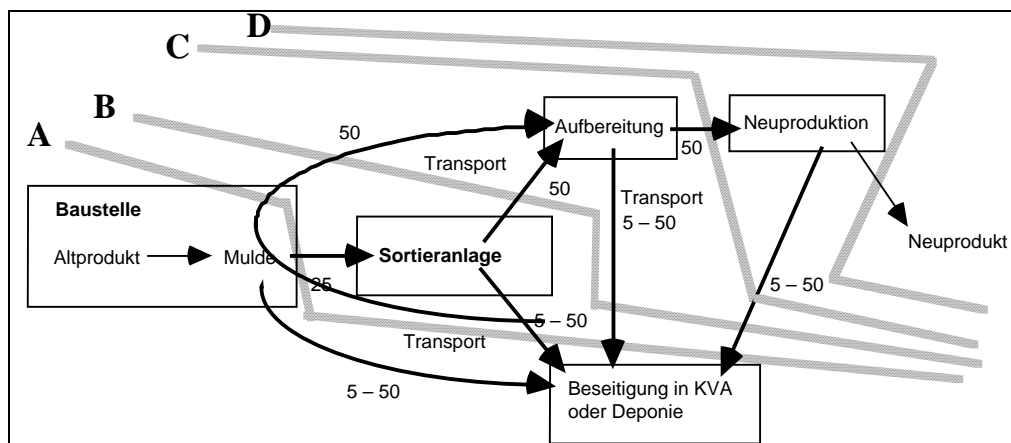 D
C
B
A
50
Aufbereitung
50
Neuproduktion
Transport
50
Transport
5 – 50
Baustelle
Altprodukt
Mulde
25
Sortieranlage
Neuprodukt
5 – 50
5 – 50
Transport
5 – 50
Beseitigung in KVA
oder Deponie